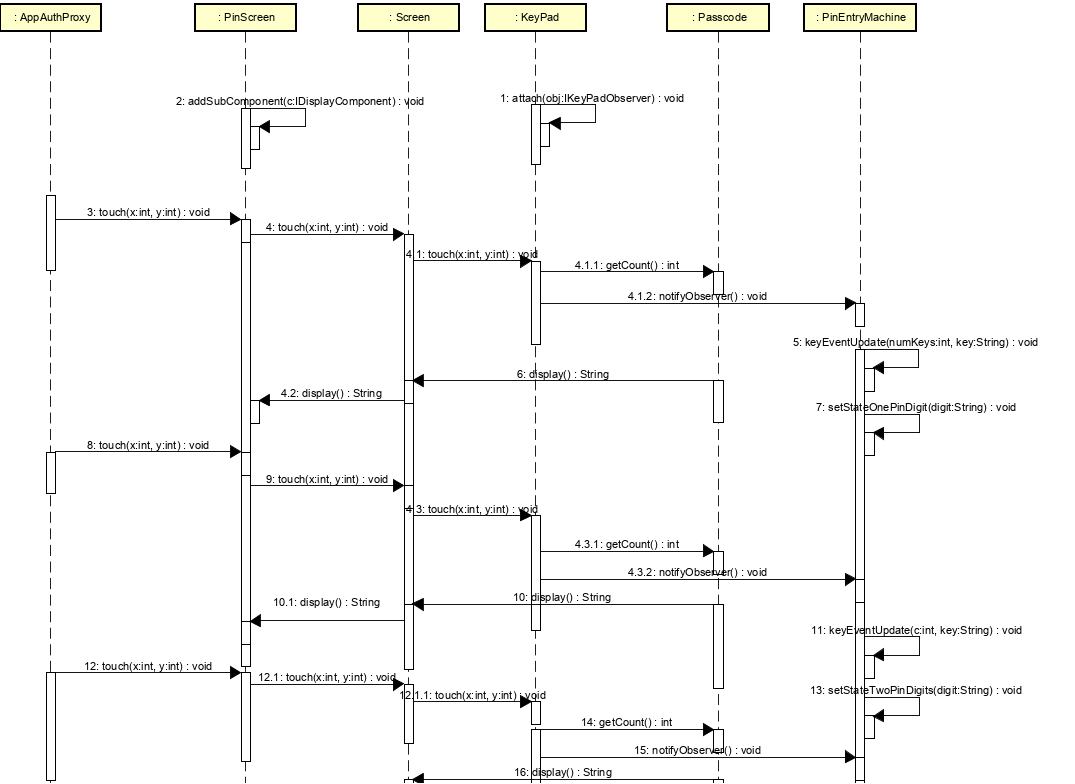 : AppAuthProxy
: PinScreen
: Screen
: KeyPad
: Passcode
: PinEntryMachine
1: attach(obj:IKeyPadObserver) : void
2: addSubComponent(c:IDisplayComponent) : void
3: touch(x:int, y:int) : void
4: touch(x:int, y:int) : void
4.1: touch(x:int, y:int) : void
4.1.1: getCount() : int
4.1.2: notifyObserver() : void
5: keyEventUpdate(numKeys:int, key:String) : void
6: display() : String
4.2: display() : String
7: setStateOnePinDigit(digit:String) : void
8: touch(x:int, y:int) : void
9: touch(x:int, y:int) : void
4.3: touch(x:int, y:int) : void
4.3.1: getCount() : int
4.3.2: notifyObserver() : void
10: display() : String
10.1: display() : String
11: keyEventUpdate(c:int, key:String) : void
12: touch(x:int, y:int) : void
12.1: touch(x:int, y:int) : void
13: setStateTwoPinDigits(digit:String) : void
12.1.1: touch(x:int, y:int) : void
14: getCount() : int
15: notifyObserver() : void
16: display() : String